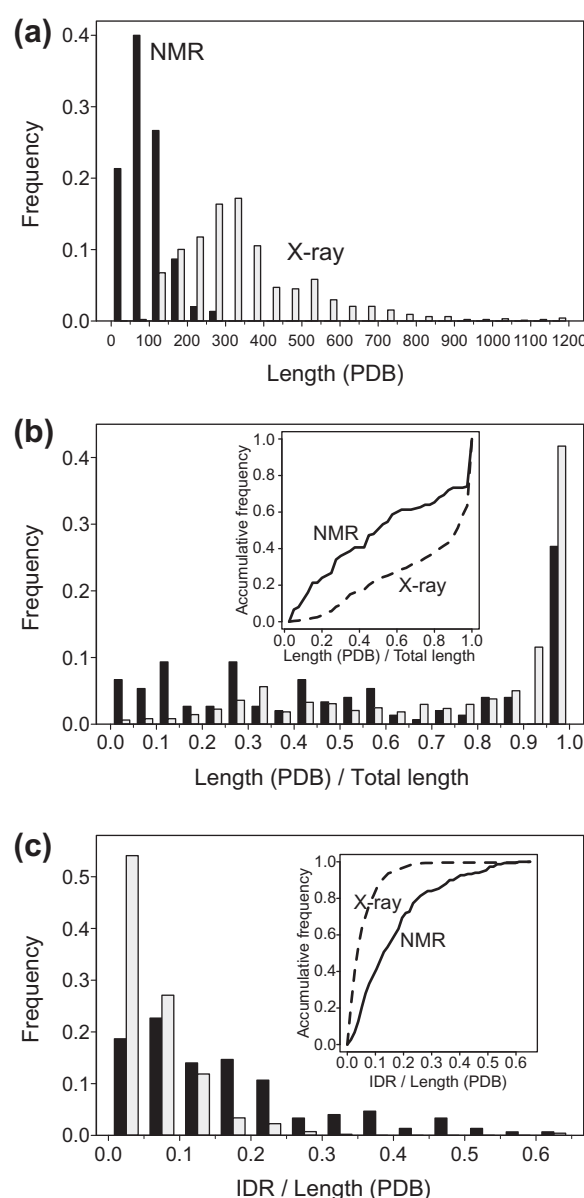 (a)
0.4
0.3
0.2
0.1
0.0
Frequency
NMR
X-ray
0 100 200 300 400 500 600 700 800 900 1000 1100 1200
Length (PDB)
(b)
0.4
0.3
0.2
0.1
0.0
Frequency
1.0
0.8
0.6
0.4
0.2
0.0
Accumulative frequency
NMR
X-ray
0.2 0.4 0.6 0.8 1.0
Length (PDB) / Total length
0.0 0.1 0.2 0.3 0.4 0.5 0.6 0.7 0.8 0.9 1.0
Length (PDB) / Total length
(c)
0.5
0.4
0.3
0.2
0.1
0.0
Frequency
1.0
0.8
0.6
0.4
0.2
0.0
Accumulative frequency
X-ray
NMR
0.0 0.1 0.2 0.3 0.4 0.5 0.6
IDR / Length (PDB)
0.0 0.1 0.2 0.3 0.4 0.5 0.6
IDR / Length (PDB)